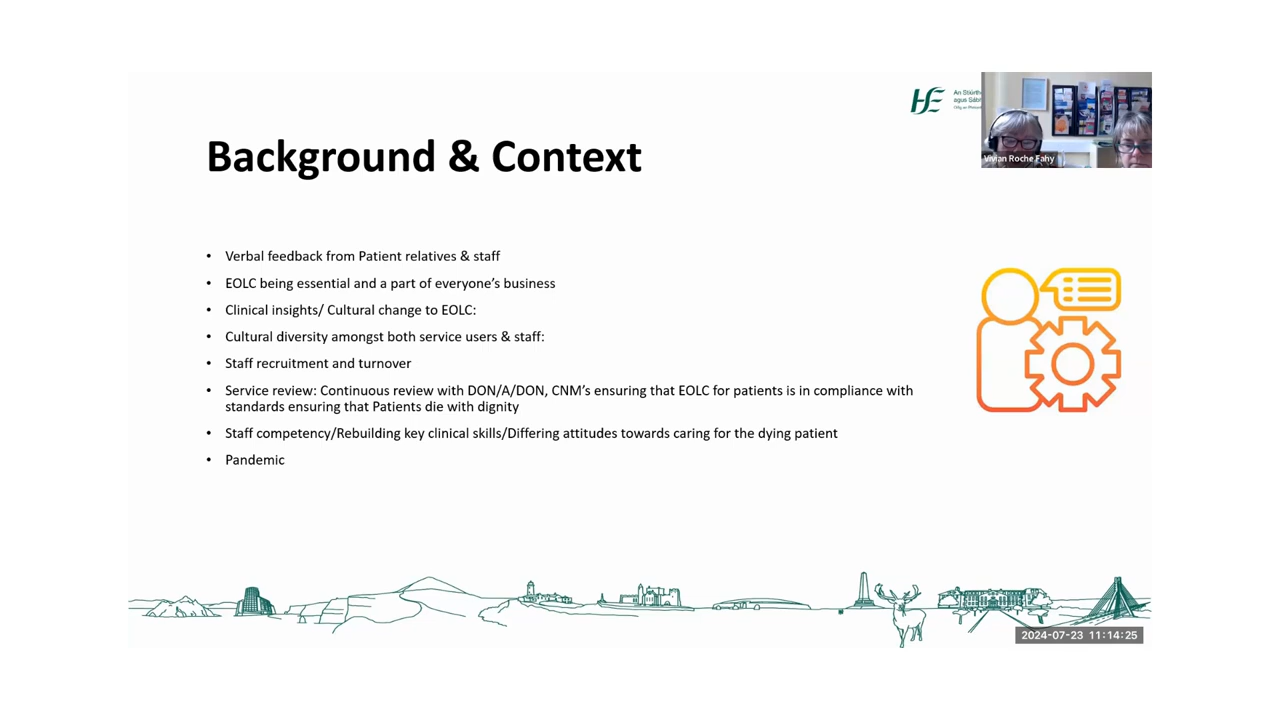 An Stiúrth
agus Sábh
Background & Context
Vivian Roche Fahy
• Verbal feedback from Patient relatives & staff
• EOLC being essential and a part of everyone’s business
• Clinical insights/ Cultural change to EOLC:
• Cultural diversity amongst both service users & staff:
• Staff recruitment and turnover
• Service review: Continuous review with DON/A/DON, CNM’s ensuring that EOLC for patients is in compliance with
standards ensuring that Patients die with dignity
• Staff competency/Rebuilding key clinical skills/Differing attitudes towards caring for the dying patient
• Pandemic
2024-07-23 11:14:25